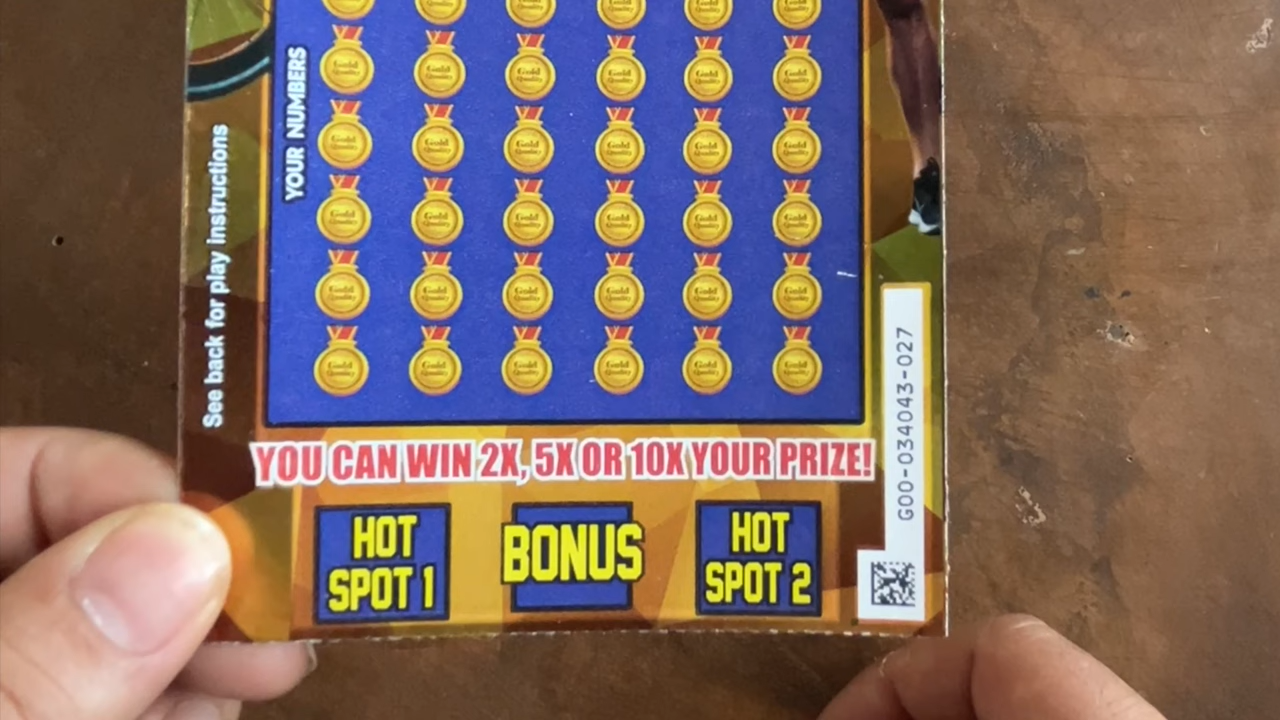 YOUR NUMBERS
See back for play instructions
YOU CAN WIN 2X, 5X OR 10X YOUR PRIZE!
HOT
SPOT 1
BONUS
HOT
SPOT 2
G00-034043-027